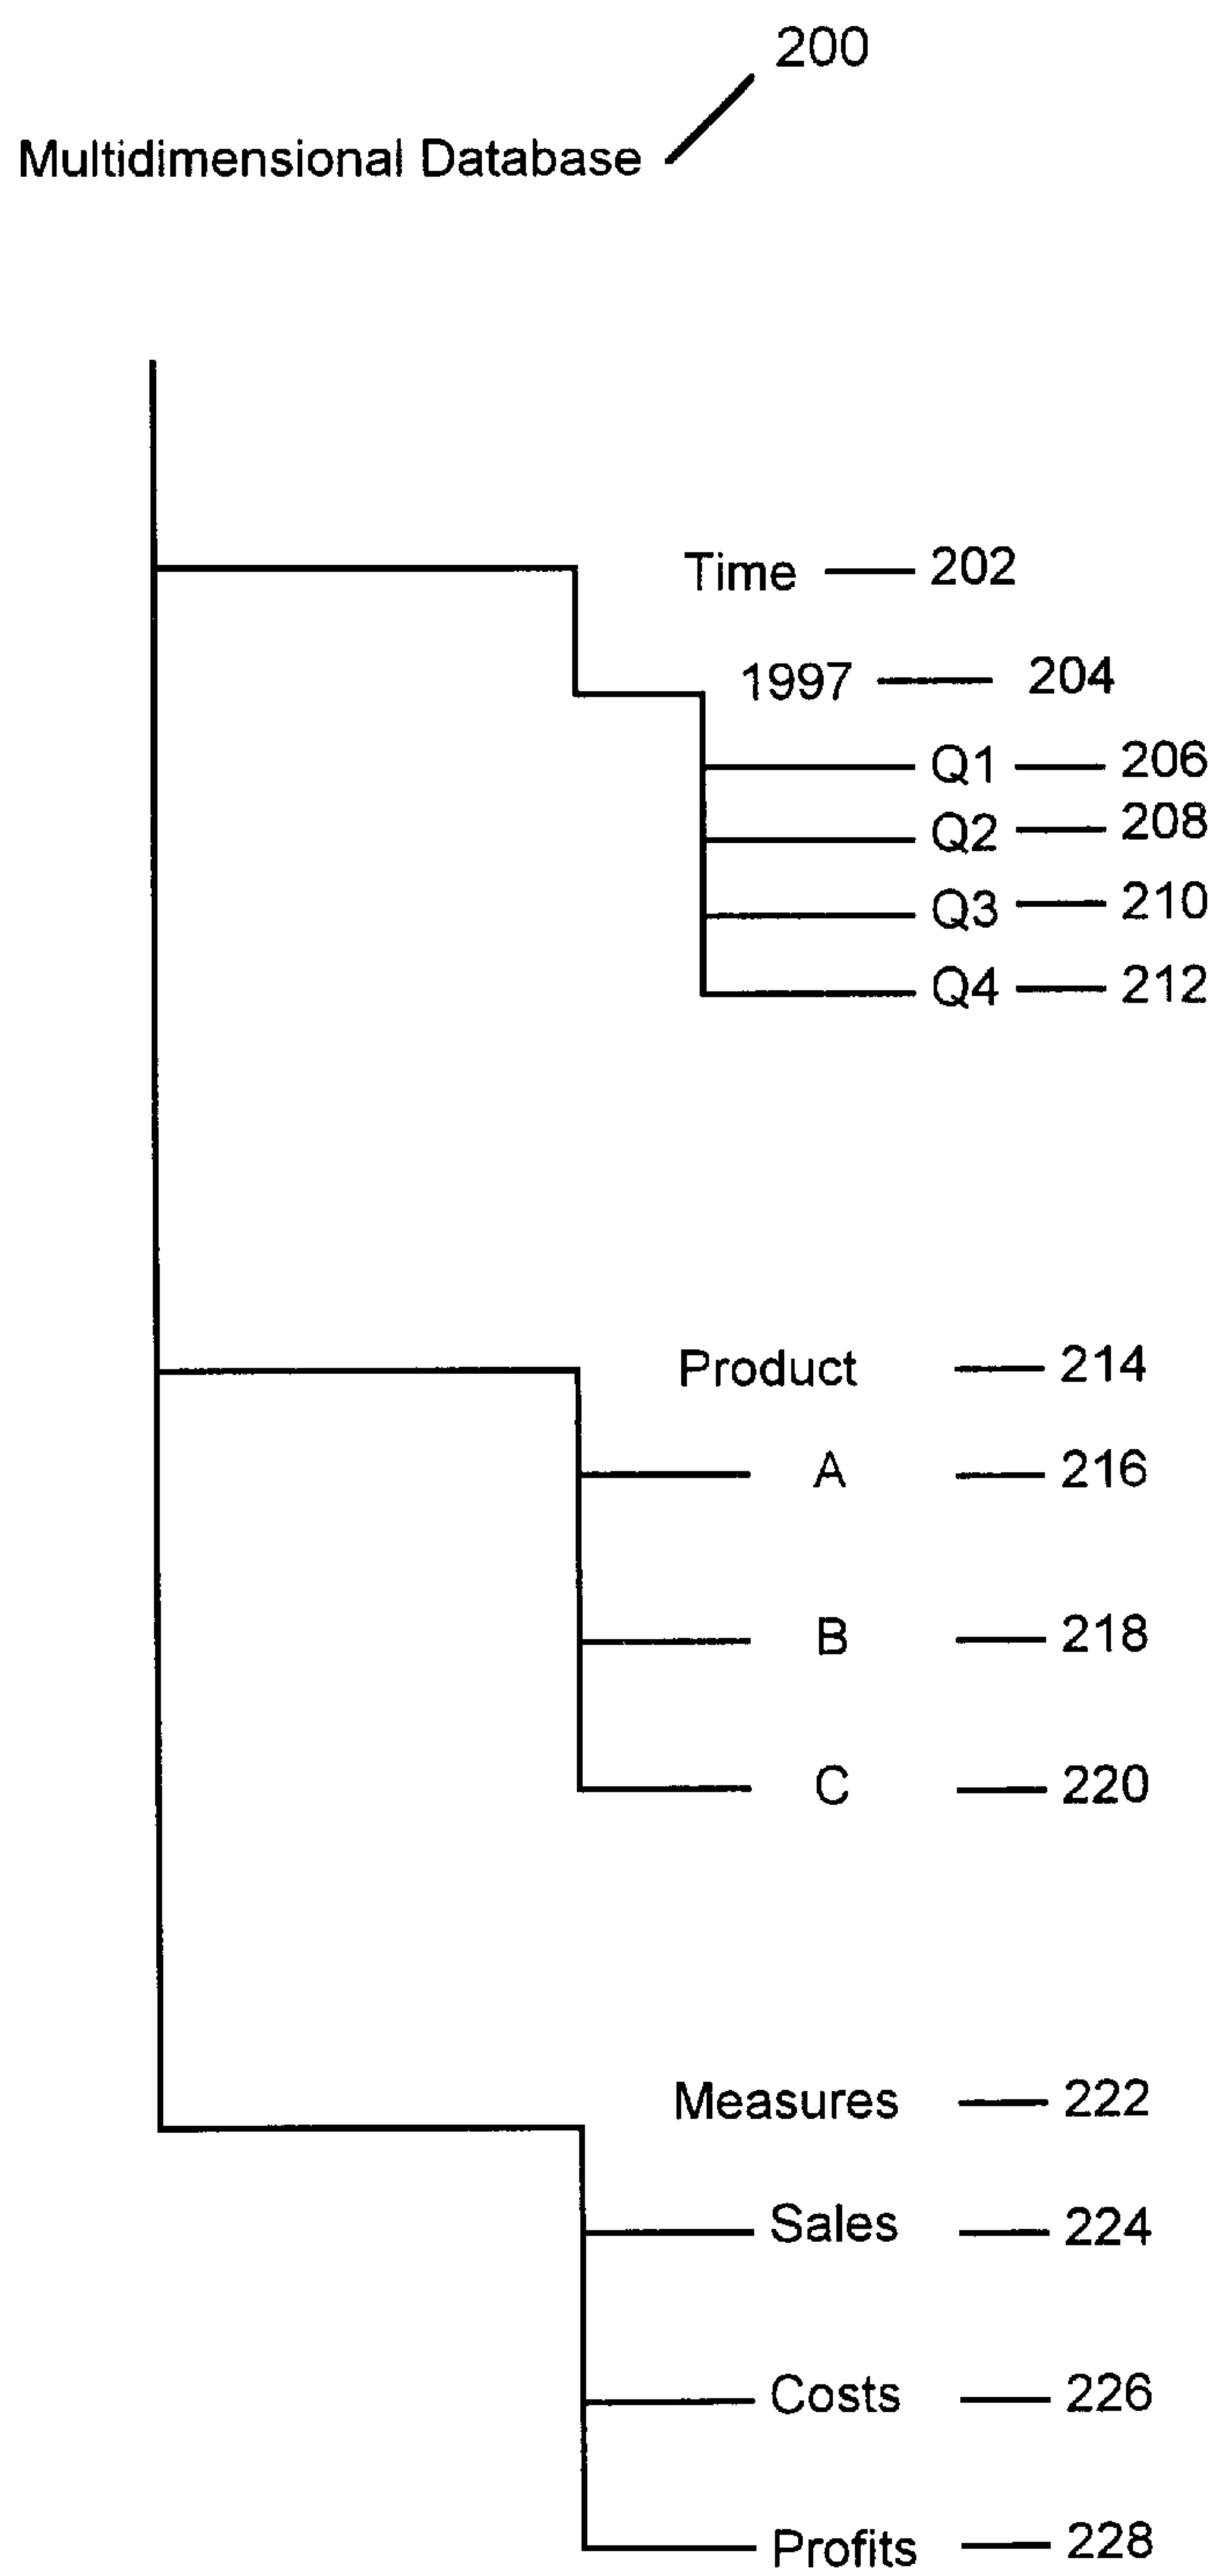 200
Multidimensional Database
Time 202
1997 204
Q1 206
Q2 208
Q3 210
Q4 212
Product 214
A 216
B 218
C 220
Measures 222
Sales 224
Costs 226
Profits 228